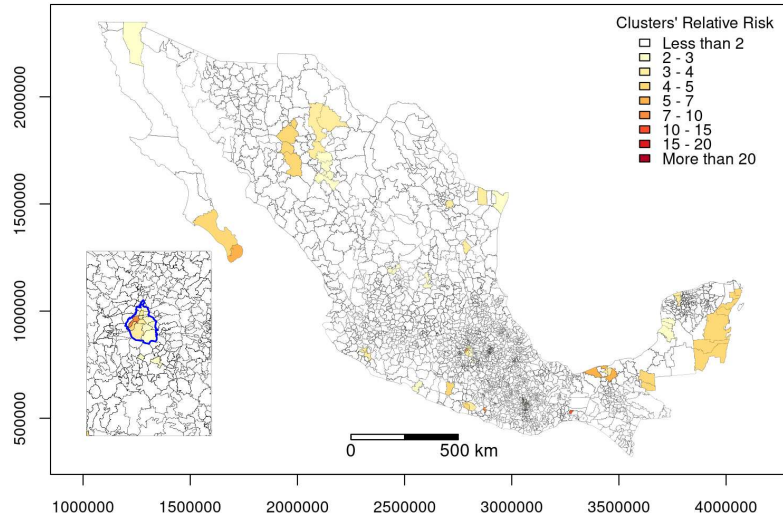 Clusters' Relative Risk
Less than 2
2 - 3
3 - 4
4 - 5
5 - 7
7 - 10
10 - 15
15 - 20
More than 20
2000000
1500000
1000000
500000
0 500 km
1000000 1500000 2000000 2500000 3000000 3500000 4000000